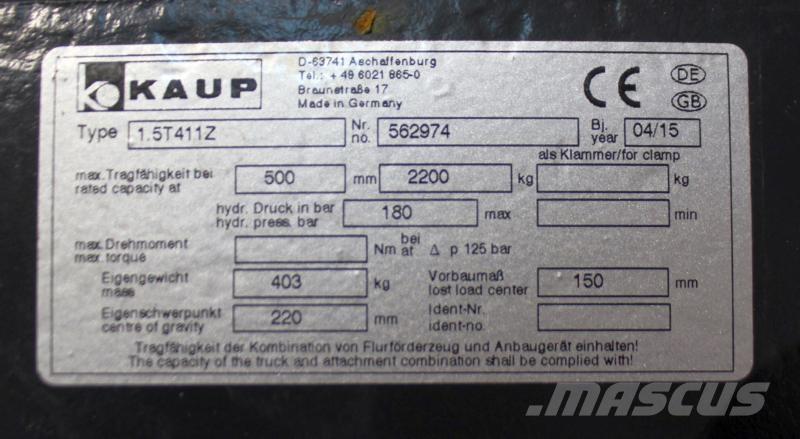 KAUP
D-63741 Aschaffenburg
Tel.: + 49 6021 865-0
Braunstraße 17
Made in Germany
CE
DE
GB
Type 1.5T411Z Nr. no. 562974 Bj. year 04/15
als Klammer/for clamp
max. Tragfähigkeit bei
rated capacity at 500 mm 2200 kg kg
hydr. Druck in bar
hydr. press. bar 180 max min
max. Drehmoment
max. torque Nm bei at Δ p 125 bar
Eigengewicht
mass 403 kg Vorbaumaß
lost load center 150 mm
Eigenschwerpunkt
centre of gravity 220 mm Ident-Nr.
ident-no.
Tragfähigkeit der Kombination von Flurförderzeug und Anbaugerät einhalten!
The capacity of the truck and attachment combination shall be complied with!
MASCUS